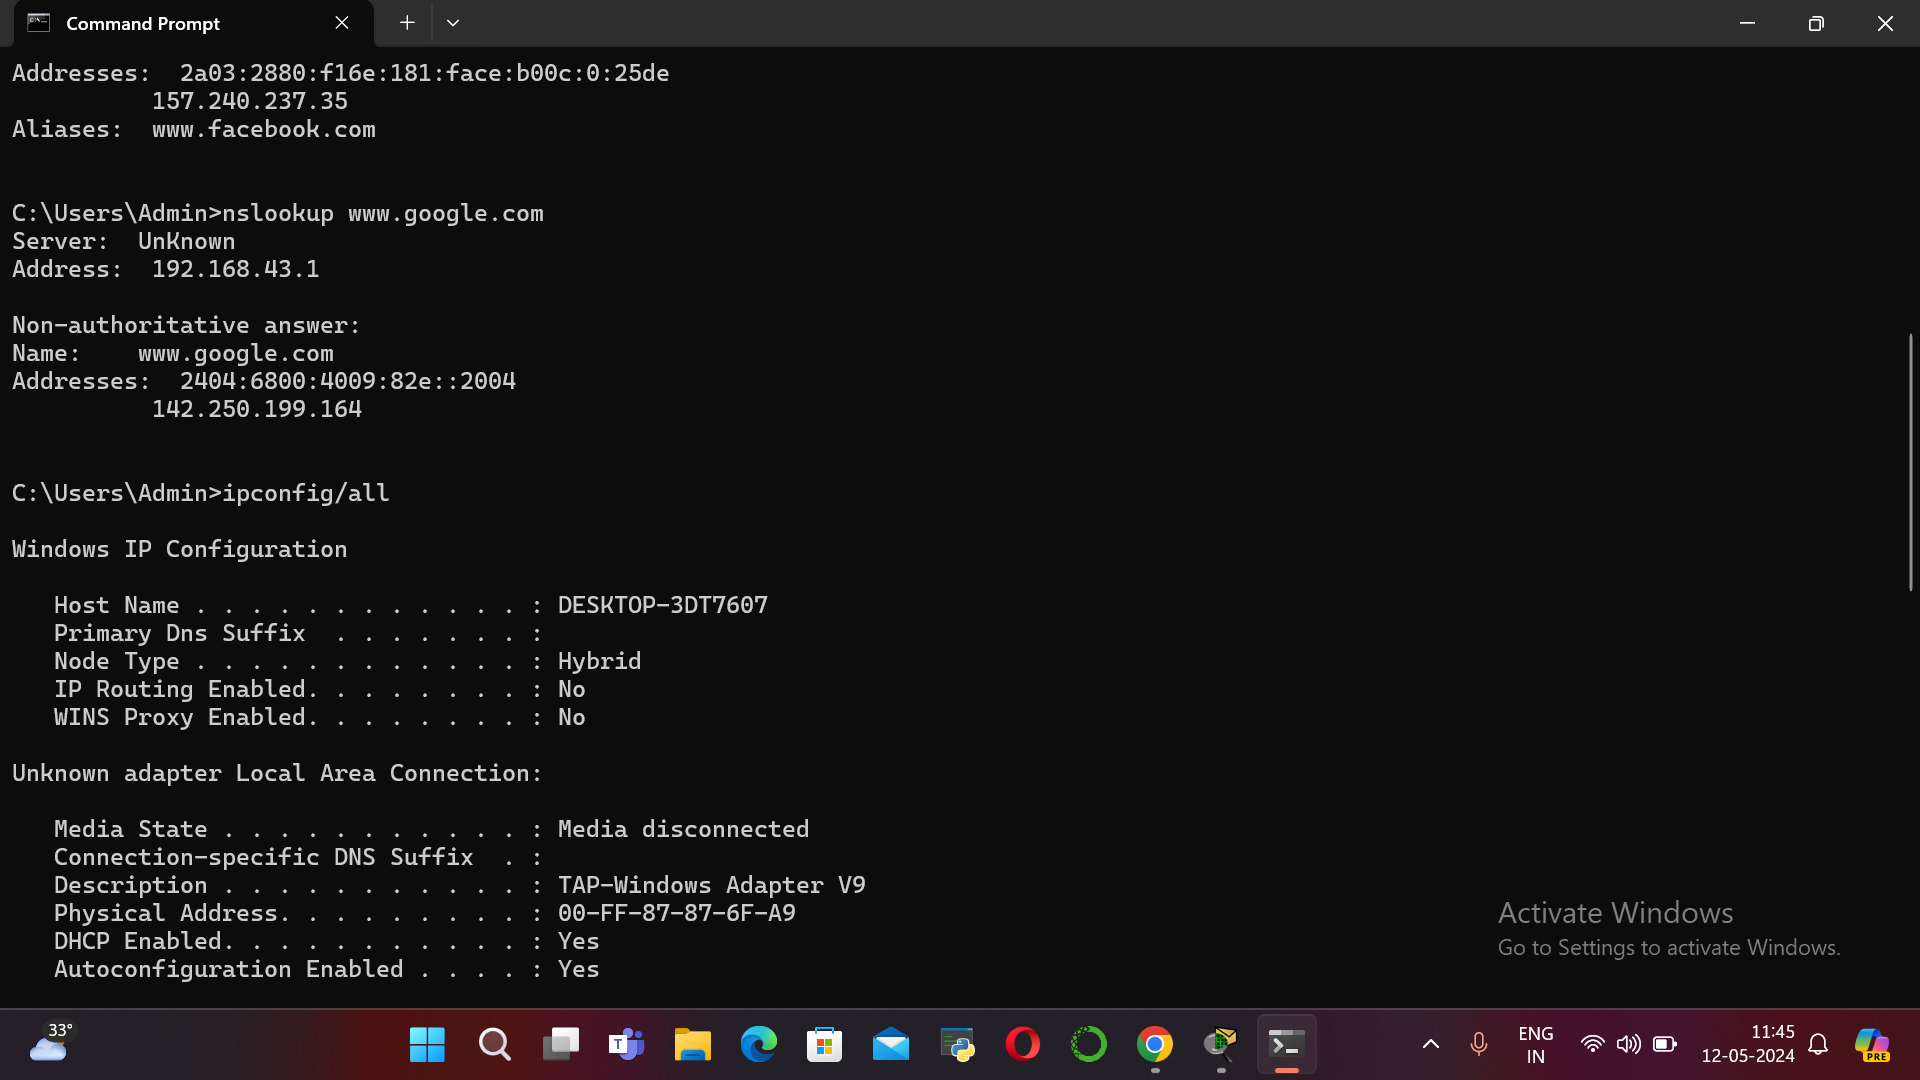 Command Prompt
Addresses:  2a03:2880:f16e:181:face:b00c:0:25de
          157.240.237.35
Aliases:  www.facebook.com
C:\Users\Admin>nslookup www.google.com
Server:  UnKnown
Address:  192.168.43.1
Non-authoritative answer:
Name:    www.google.com
Addresses:  2404:6800:4009:82e::2004
          142.250.199.164
C:\Users\Admin>ipconfig/all
Windows IP Configuration
   Host Name . . . . . . . . . . . . : DESKTOP-3DT7607
   Primary Dns Suffix  . . . . . . . :
   Node Type . . . . . . . . . . . . : Hybrid
   IP Routing Enabled. . . . . . . . : No
   WINS Proxy Enabled. . . . . . . . : No
Unknown adapter Local Area Connection:
   Media State . . . . . . . . . . . : Media disconnected
   Connection-specific DNS Suffix  . :
   Description . . . . . . . . . . . : TAP-Windows Adapter V9
   Physical Address. . . . . . . . . : 00-FF-87-87-6F-A9
   DHCP Enabled. . . . . . . . . . . : Yes
   Autoconfiguration Enabled . . . . : Yes
Activate Windows
Go to Settings to activate Windows.
33°
ENG
IN
11:45
12-05-2024
PRE